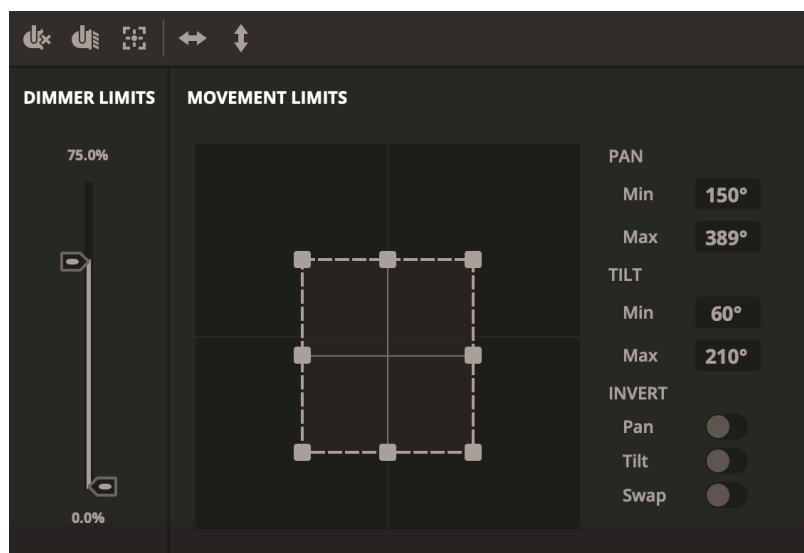 DIMMER LIMITS
75.0%
0.0%
MOVEMENT LIMITS
PAN
Min 150°
Max 389°
TILT
Min 60°
Max 210°
INVERT
Pan
Tilt
Swap